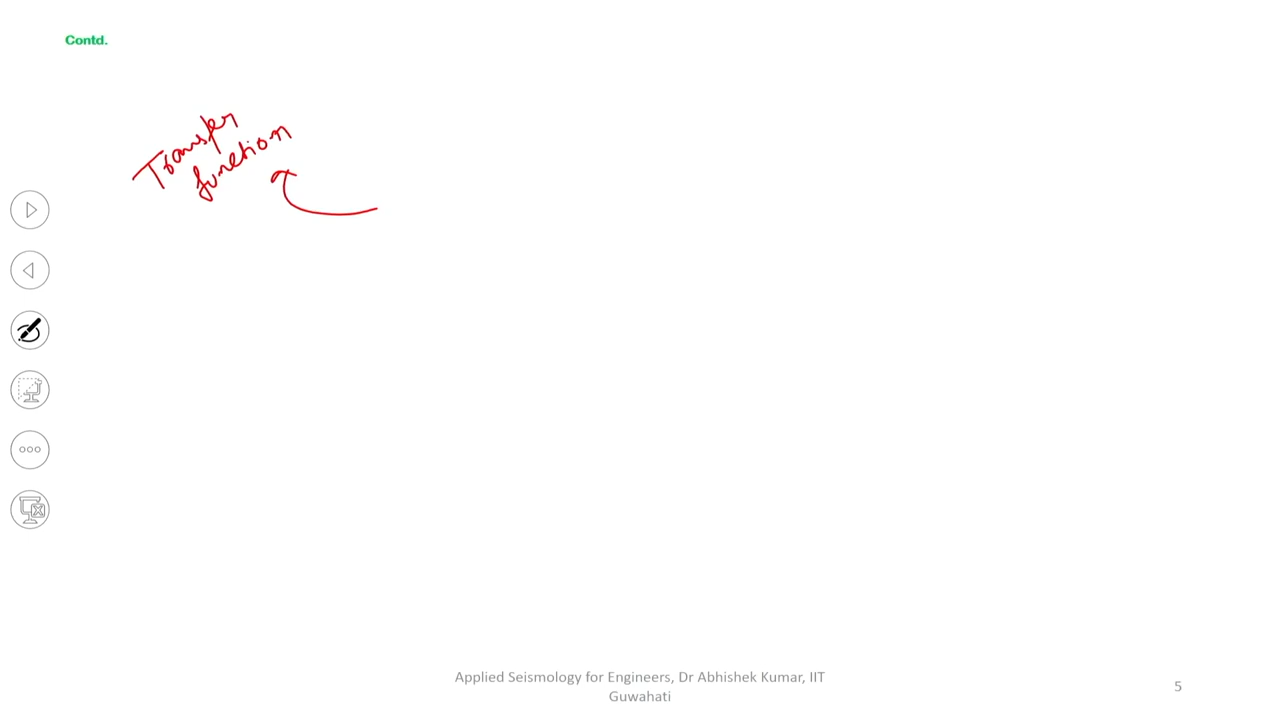 Contd.
Transfer
function
Applied Seismology for Engineers, Dr Abhishek Kumar, IIT
Guwahati
5